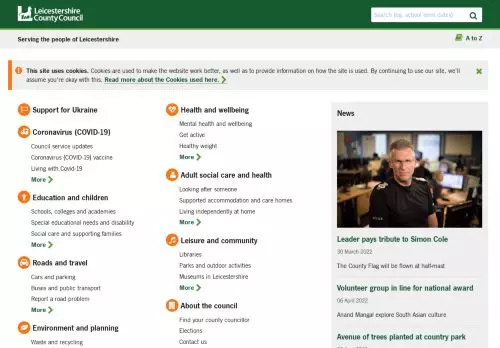 Leicestershire
County Council
Search (eg. school term dates)
Serving the people of Leicestershire
A to Z
This site uses cookies. Cookies are used to make the website work better, as well as to provide information on how the site is used. By continuing to use our site, we'll
assume you're okay with this. Read more about the Cookies used here.
Support for Ukraine
Coronavirus (COVID-19)
Council service updates
Coronavirus (COVID-19) vaccine
Living with Covid-19
More
Education and children
Schools, colleges and academies
Special educational needs and disability
Social care and supporting families
More
Roads and travel
Cars and parking
Buses and public transport
Report a road problem
More
Environment and planning
Waste and recycling
Health and wellbeing
Mental health and wellbeing
Get active
Healthy weight
More
Adult social care and health
Looking after someone
Supported accommodation and care homes
Living independently at home
More
Leisure and community
Libraries
Parks and outdoor activities
Museums in Leicestershire
More
About the council
Find your county councillor
Elections
Contact us
News
Leader pays tribute to Simon Cole
30 March 2022
The County Flag will be flown at half-mast
Volunteer group in line for national award
06 April 2022
Anand Mangal explore South Asian culture
Avenue of trees planted at country park